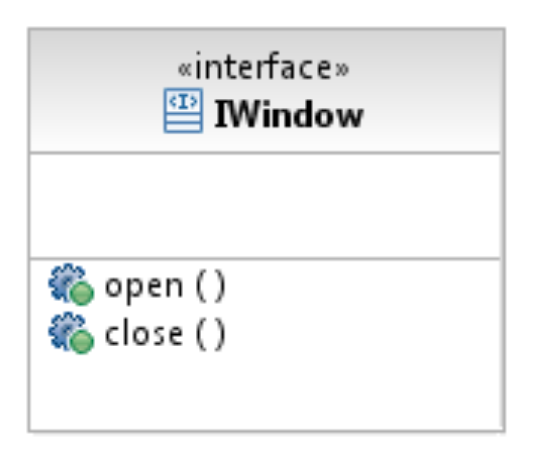 «interface»
IWindow
open ( )
close ( )